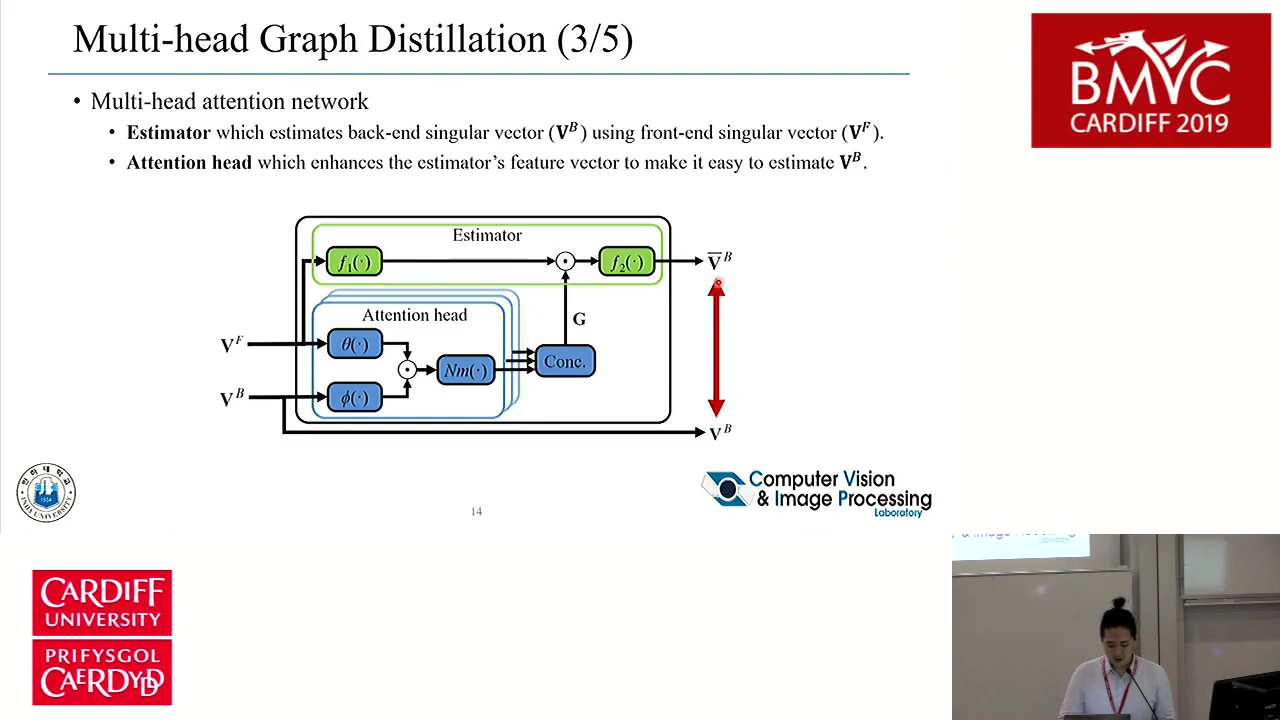 Multi-head Graph Distillation (3/5)
• Multi-head attention network
• Estimator which estimates back-end singular vector (V^B) using front-end singular vector (V^F).
• Attention head which enhances the estimator's feature vector to make it easy to estimate V^B.
Estimator
f₁(·)
f₂(·)
V̅^B
Attention head
G
V^F
θ(·)
Nm(·)
Conc.
V^B
ϕ(·)
V^B
Computer Vision
& Image Processing
Laboratory
14
BMVC
CARDIFF 2019
CARDIFF
UNIVERSITY
PRIFYSGOL
CAERDYDD
& Image Processing